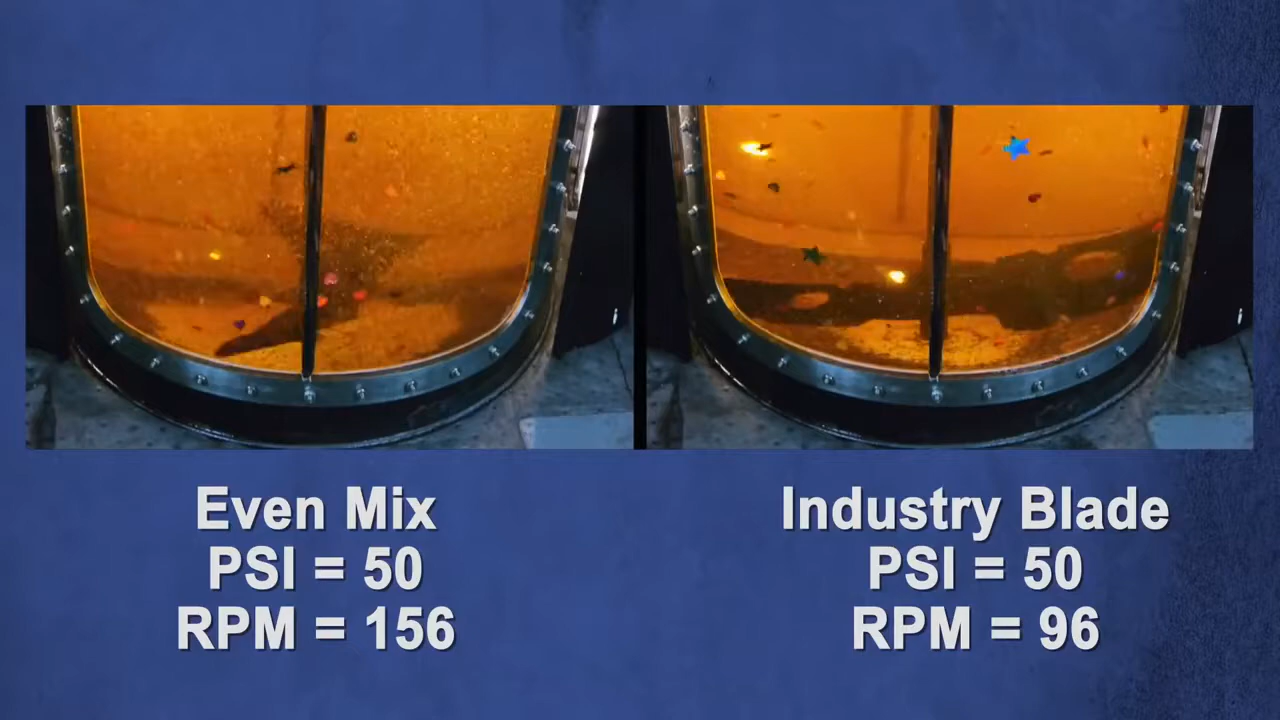 Even Mix
PSI = 50
RPM = 156
Industry Blade
PSI = 50
RPM = 96